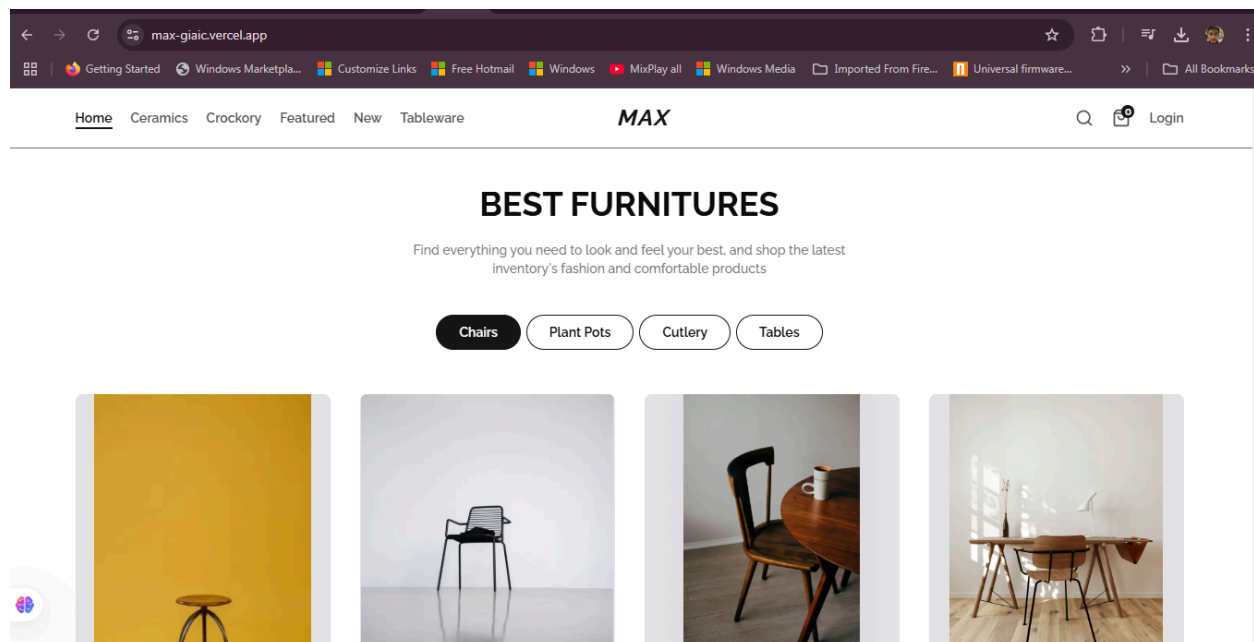 max-giaic.vercel.app
Getting Started Windows Marketpla... Customize Links Free Hotmail Windows MixPlay all Windows Media Imported From Fire... Universal firmware... » All Bookmarks
Home Ceramics Crockory Featured New Tableware MAX 0 Login
BEST FURNITURES
Find everything you need to look and feel your best, and shop the latest
inventory's fashion and comfortable products
Chairs Plant Pots Cutlery Tables